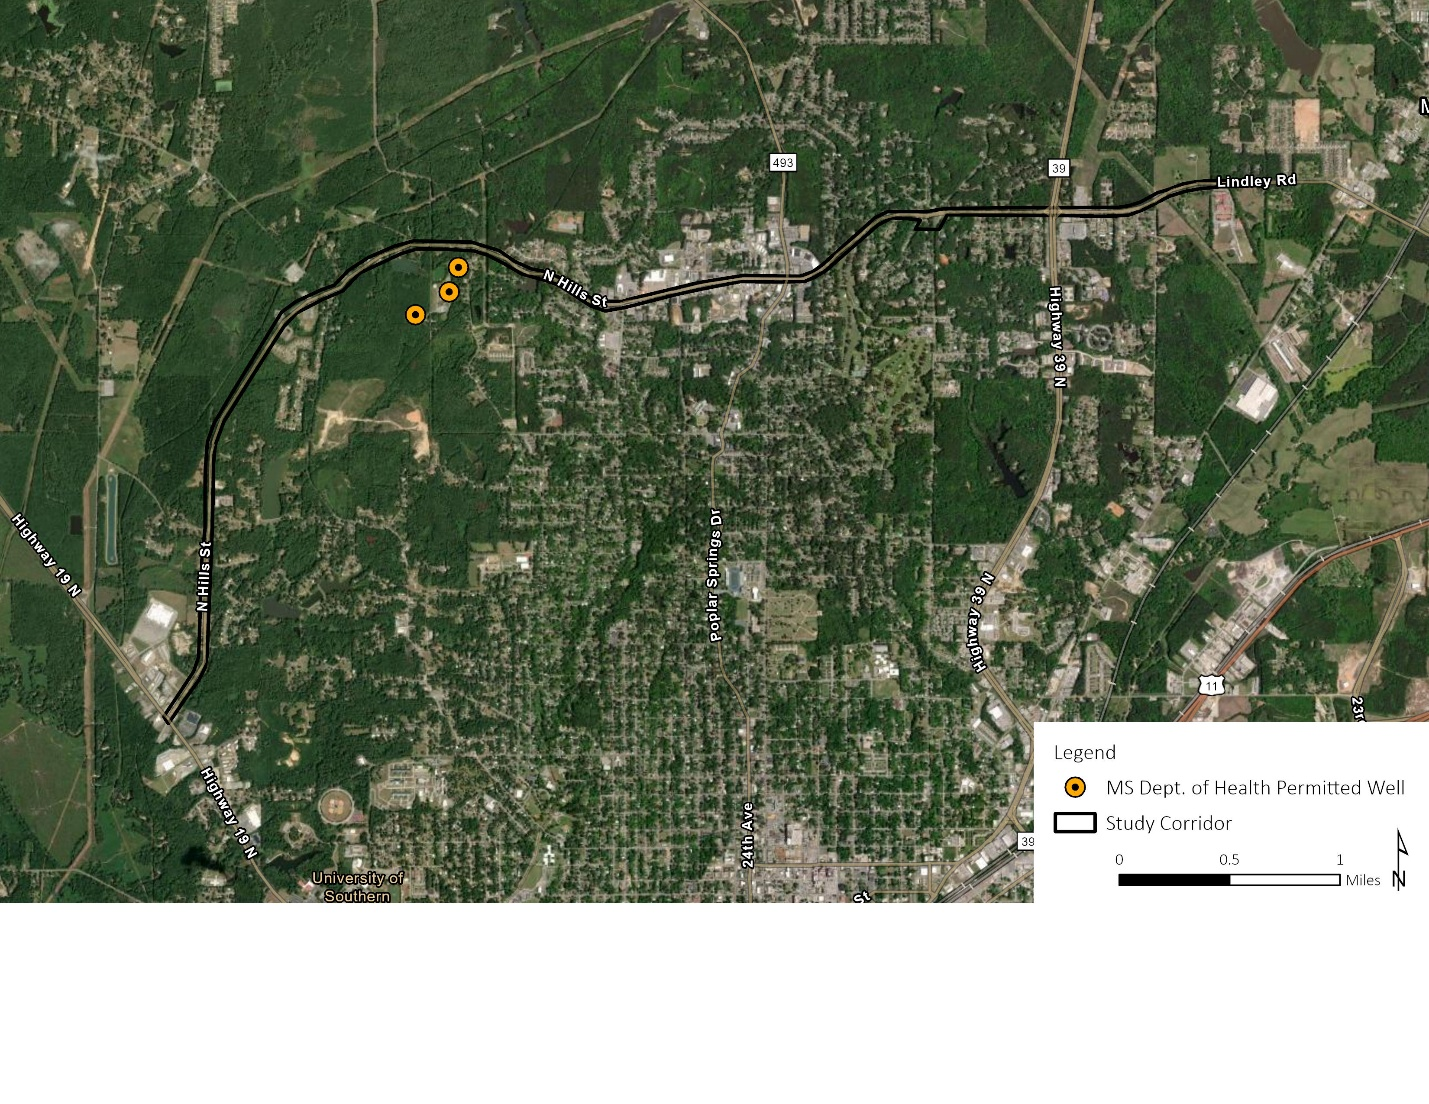 M
493
39
Lindley Rd
N Hills St
Highway 39 N
Highway 19 N
N Hills St
Poplar Springs Dr
Highway 39 N
11
23r
Highway 19 N
24th Ave
39
University of
Southern
St
Legend
MS Dept. of Health Permitted Well
Study Corridor
0 0.5 1
Miles
N